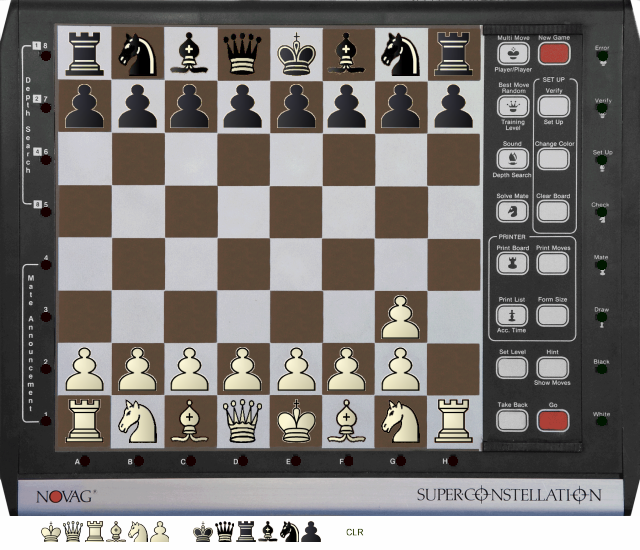 Multi Move
New Game
Player/Player
Error
1 8
Best Move
Random
Training
Level
SET UP
Verify
Set Up
Verify
2 7
Depth Search
Sound
Depth Search
Change Color
Set Up
4 6
Solve Mate
Clear Board
Check
8 5
PRINTER
Print Board
Print Moves
Mate
4
Print List
Acc. Time
Form Size
Draw
3
Mate Announcement
Set Level
Hint
Show Moves
Black
2
Take Back
Go
White
1
A B C D E F G H
NOVAG®
SUPERCONSTELLATION
CLR